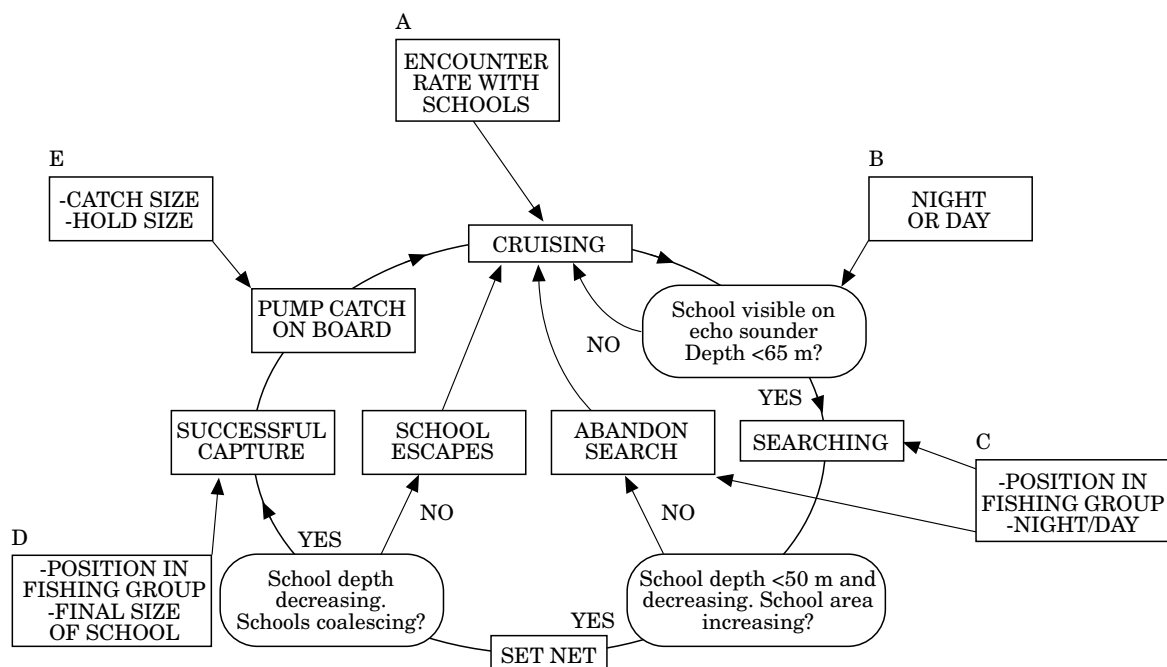 A
ENCOUNTER
RATE WITH
SCHOOLS
E
-CATCH SIZE
-HOLD SIZE
B
NIGHT
OR DAY
CRUISING
PUMP CATCH
ON BOARD
School visible on
echo sounder
Depth <65 m?
NO
YES
SUCCESSFUL
CAPTURE
SCHOOL
ESCAPES
ABANDON
SEARCH
SEARCHING
C
-POSITION IN
FISHING GROUP
-NIGHT/DAY
NO
NO
D
-POSITION IN
FISHING GROUP
-FINAL SIZE
OF SCHOOL
YES
School depth
decreasing.
Schools coalescing?
School depth <50 m and
decreasing. School area
increasing?
YES
SET NET